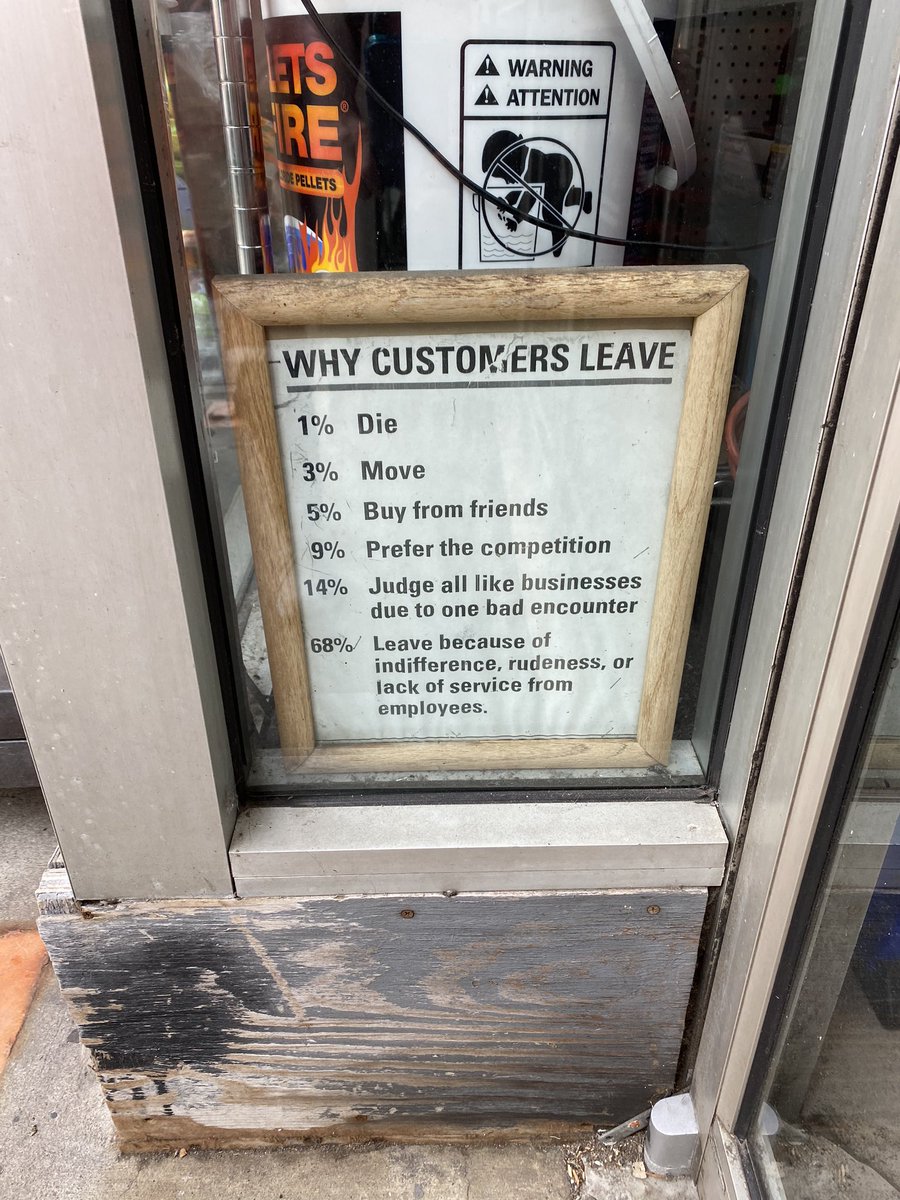 ETS
IRE®
DE PELLETS
WARNING
ATTENTION
WHY CUSTOMERS LEAVE
1% Die
3% Move
5% Buy from friends
9% Prefer the competition
14% Judge all like businesses
due to one bad encounter
68% Leave because of
indifference, rudeness, or
lack of service from
employees.